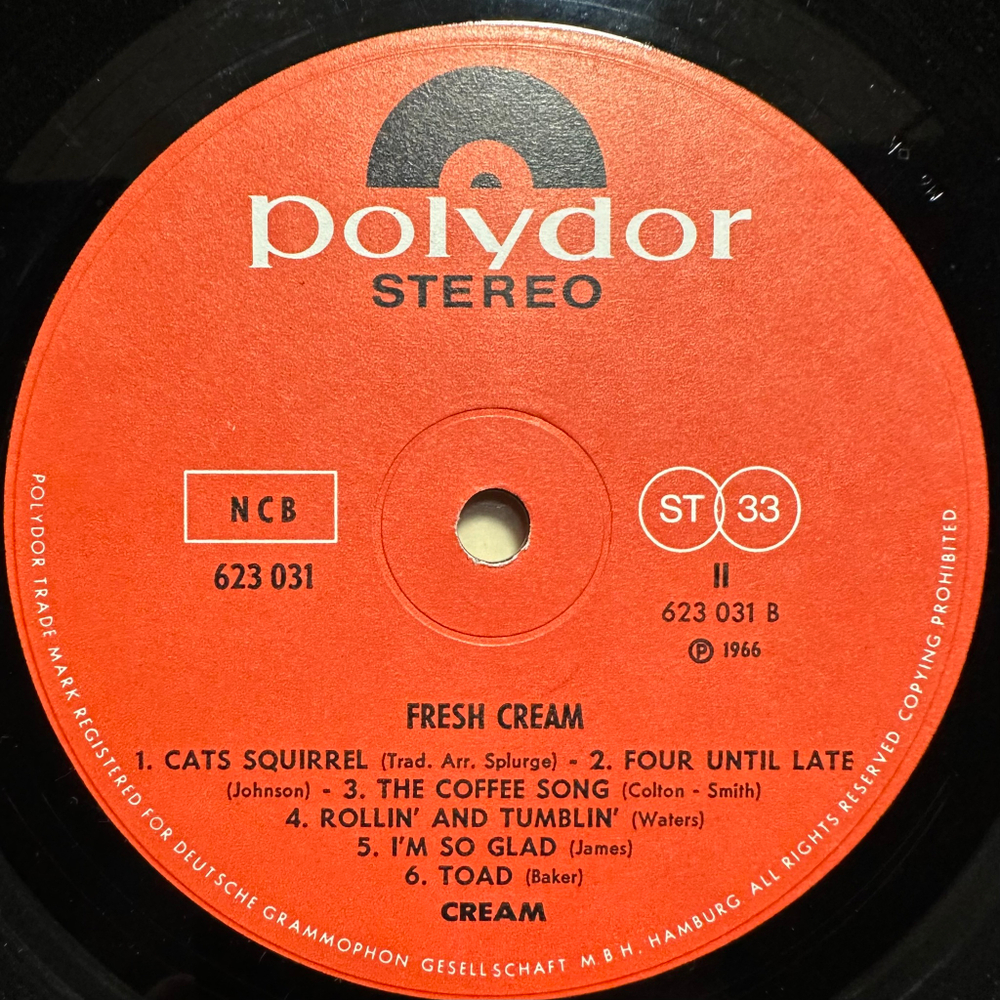 polydor
STEREO
NCB
623 031
ST 33
II
623 031 B
Ⓟ 1966
FRESH CREAM
1. CATS SQUIRREL (Trad. Arr. Splurge) - 2. FOUR UNTIL LATE
(Johnson) - 3. THE COFFEE SONG (Colton - Smith)
4. ROLLIN' AND TUMBLIN' (Waters)
5. I'M SO GLAD (James)
6. TOAD (Baker)
CREAM
POLYDOR TRADE MARK REGISTERED FOR DEUTSCHE GRAMMOPHON GESELLSCHAFT MBH. HAMBURG ALL RIGHTS RESERVED COPYING PROHIBITED